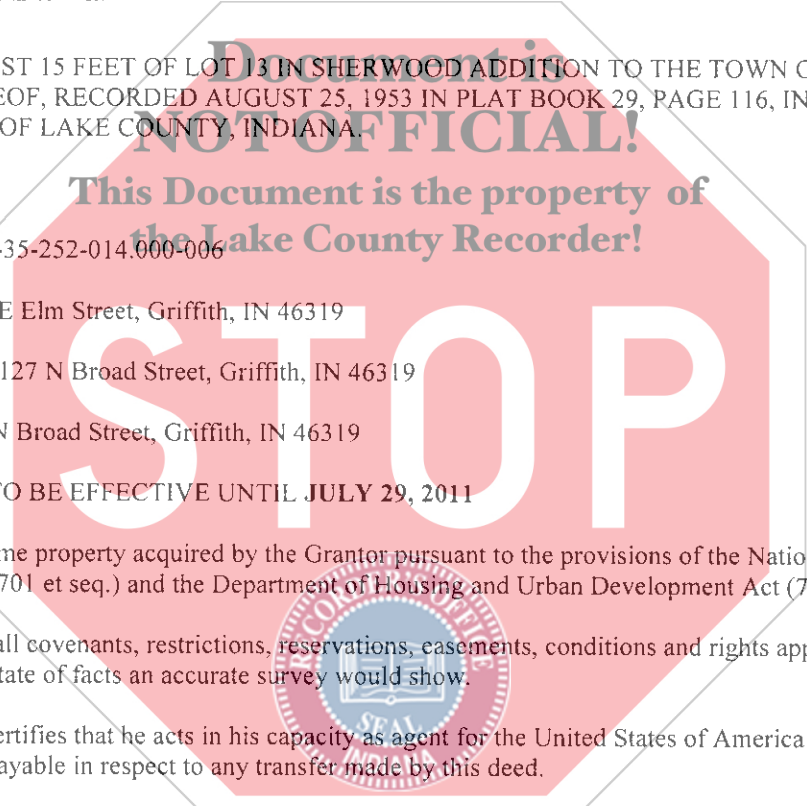 Document is
ST 15 FEET OF LOT 13 IN SHERWOOD ADDITION TO THE TOWN
EOF, RECORDED AUGUST 25, 1953 IN PLAT BOOK 29, PAGE 116, IN
NOT OFFICIAL!
OF LAKE COUNTY, INDIANA.
This Document is the property of
the Lake County Recorder!
-35-252-014.000-006
E Elm Street, Griffith, IN 46319
127 N Broad Street, Griffith, IN 46319
N Broad Street, Griffith, IN 46319
STOP
TO BE EFFECTIVE UNTIL JULY 29, 2011
me property acquired by the Grantor pursuant to the provisions of the Natio
701 et seq.) and the Department of Housing and Urban Development Act (7
all covenants, restrictions, reservations, easements, conditions and rights app
tate of facts an accurate survey would show.
RECORDER'S OFFICE
SEAL
INDIANA
ertifies that he acts in his capacity as agent for the United States of America
ayable in respect to any transfer made by this deed.